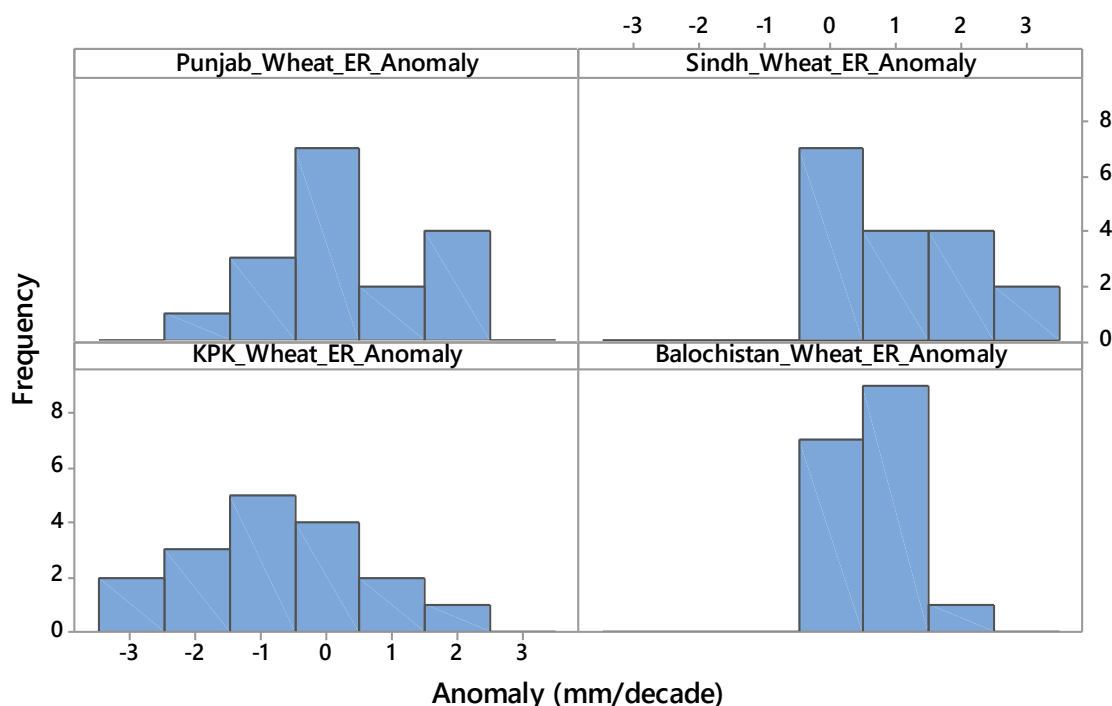 -3 -2 -1 0 1 2 3
Punjab_Wheat_ER_Anomaly
Sindh_Wheat_ER_Anomaly
8
6
4
2
0
Frequency
KPK_Wheat_ER_Anomaly
Balochistan_Wheat_ER_Anomaly
8
6
4
2
0
-3 -2 -1 0 1 2 3
Anomaly (mm/decade)